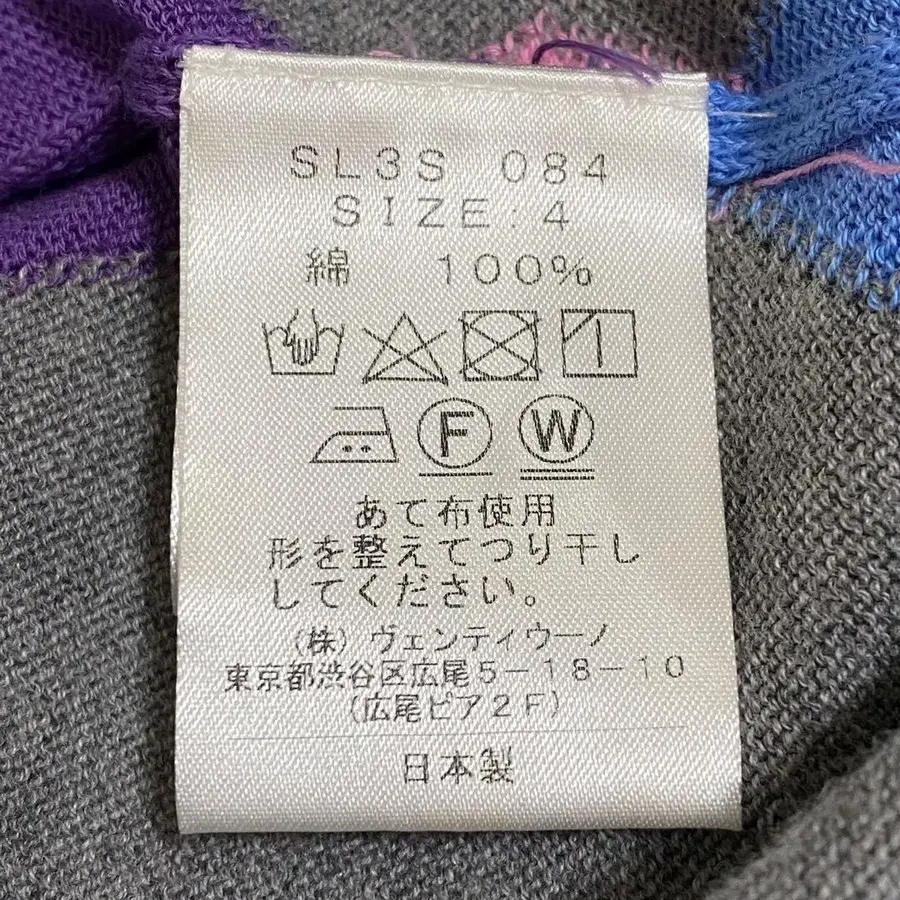 SL3S 084
SIZE:4
綿 100%
F W
あて布使用
形を整えてつり干し
してください。
(株)ヴェンティウーノ
東京都渋谷区広尾5-18-10
(広尾ピア2F)
日本製